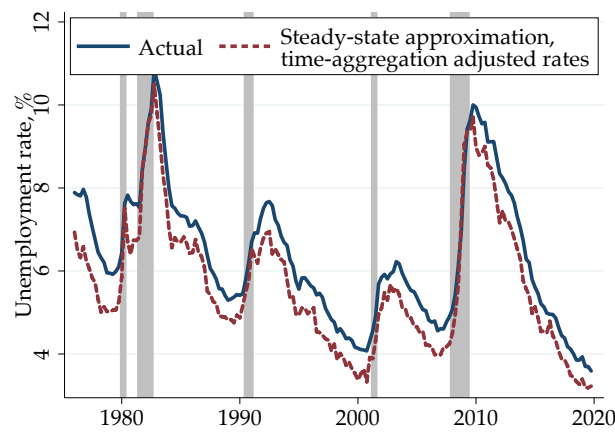 12
Actual
Steady-state approximation,
time-aggregation adjusted rates
10
8
6
4
Unemployment rate, %
1980
1990
2000
2010
2020